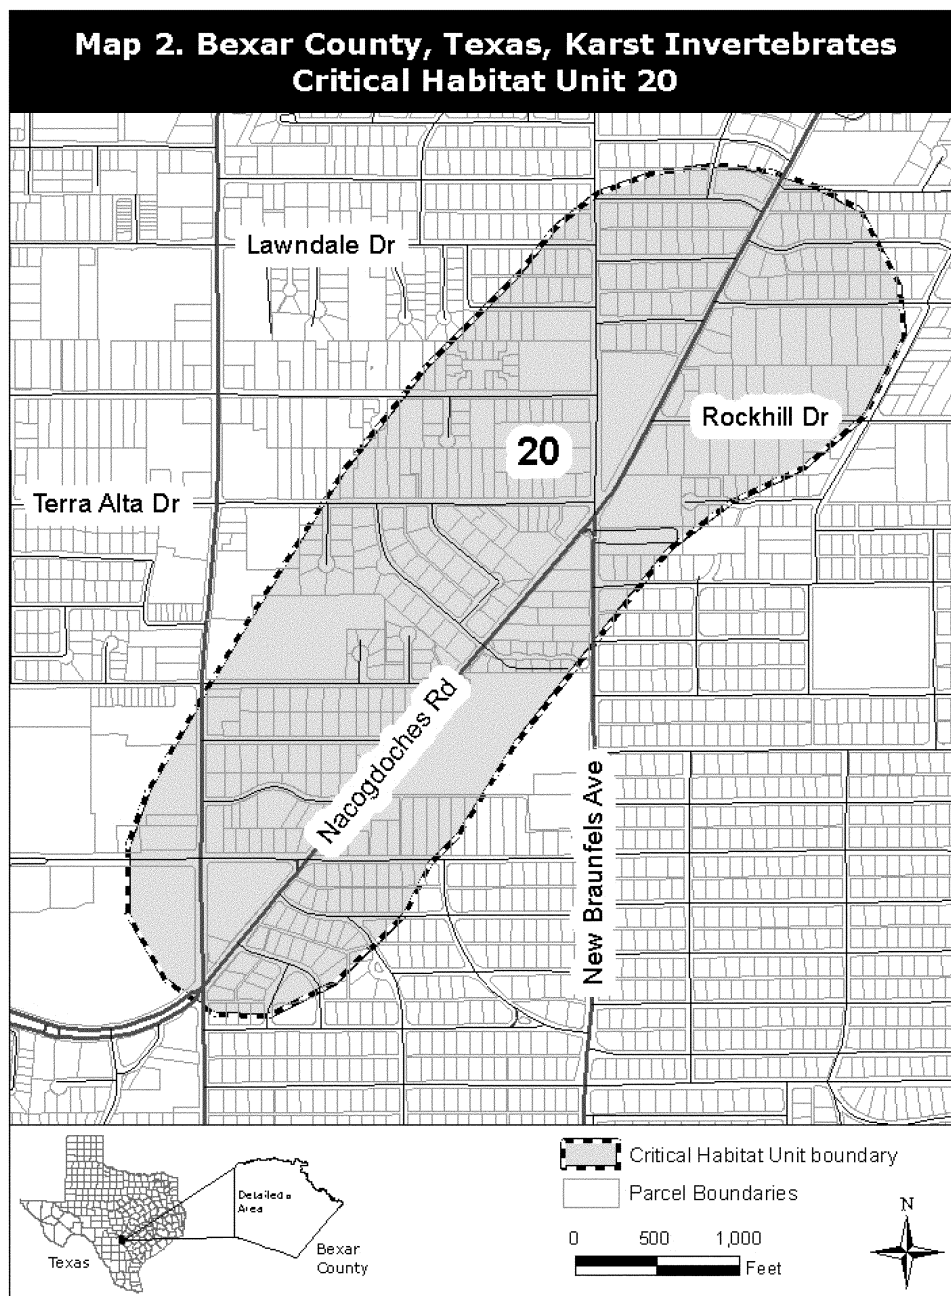 Map 2. Bexar County, Texas, Karst Invertebrates
Critical Habitat Unit 20
Lawndale Dr
Rockhill Dr
20
Terra Alta Dr
Nacogdoches Rd
New Braunfels Ave
Critical Habitat Unit boundary
Parcel Boundaries
Detailed
Area
Bexar
County
Texas
0 500 1,000
Feet
N